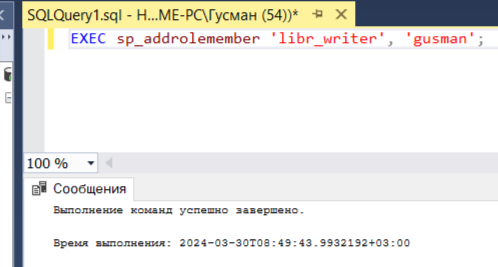 SQLQuery1.sql - H...ME-PC\Гусман (54))*
EXEC sp_addrolemember 'libr_writer', 'gusman';
100 %
Сообщения
Выполнение команд успешно завершено.
Время выполнения: 2024-03-30T08:49:43.9932192+03:00